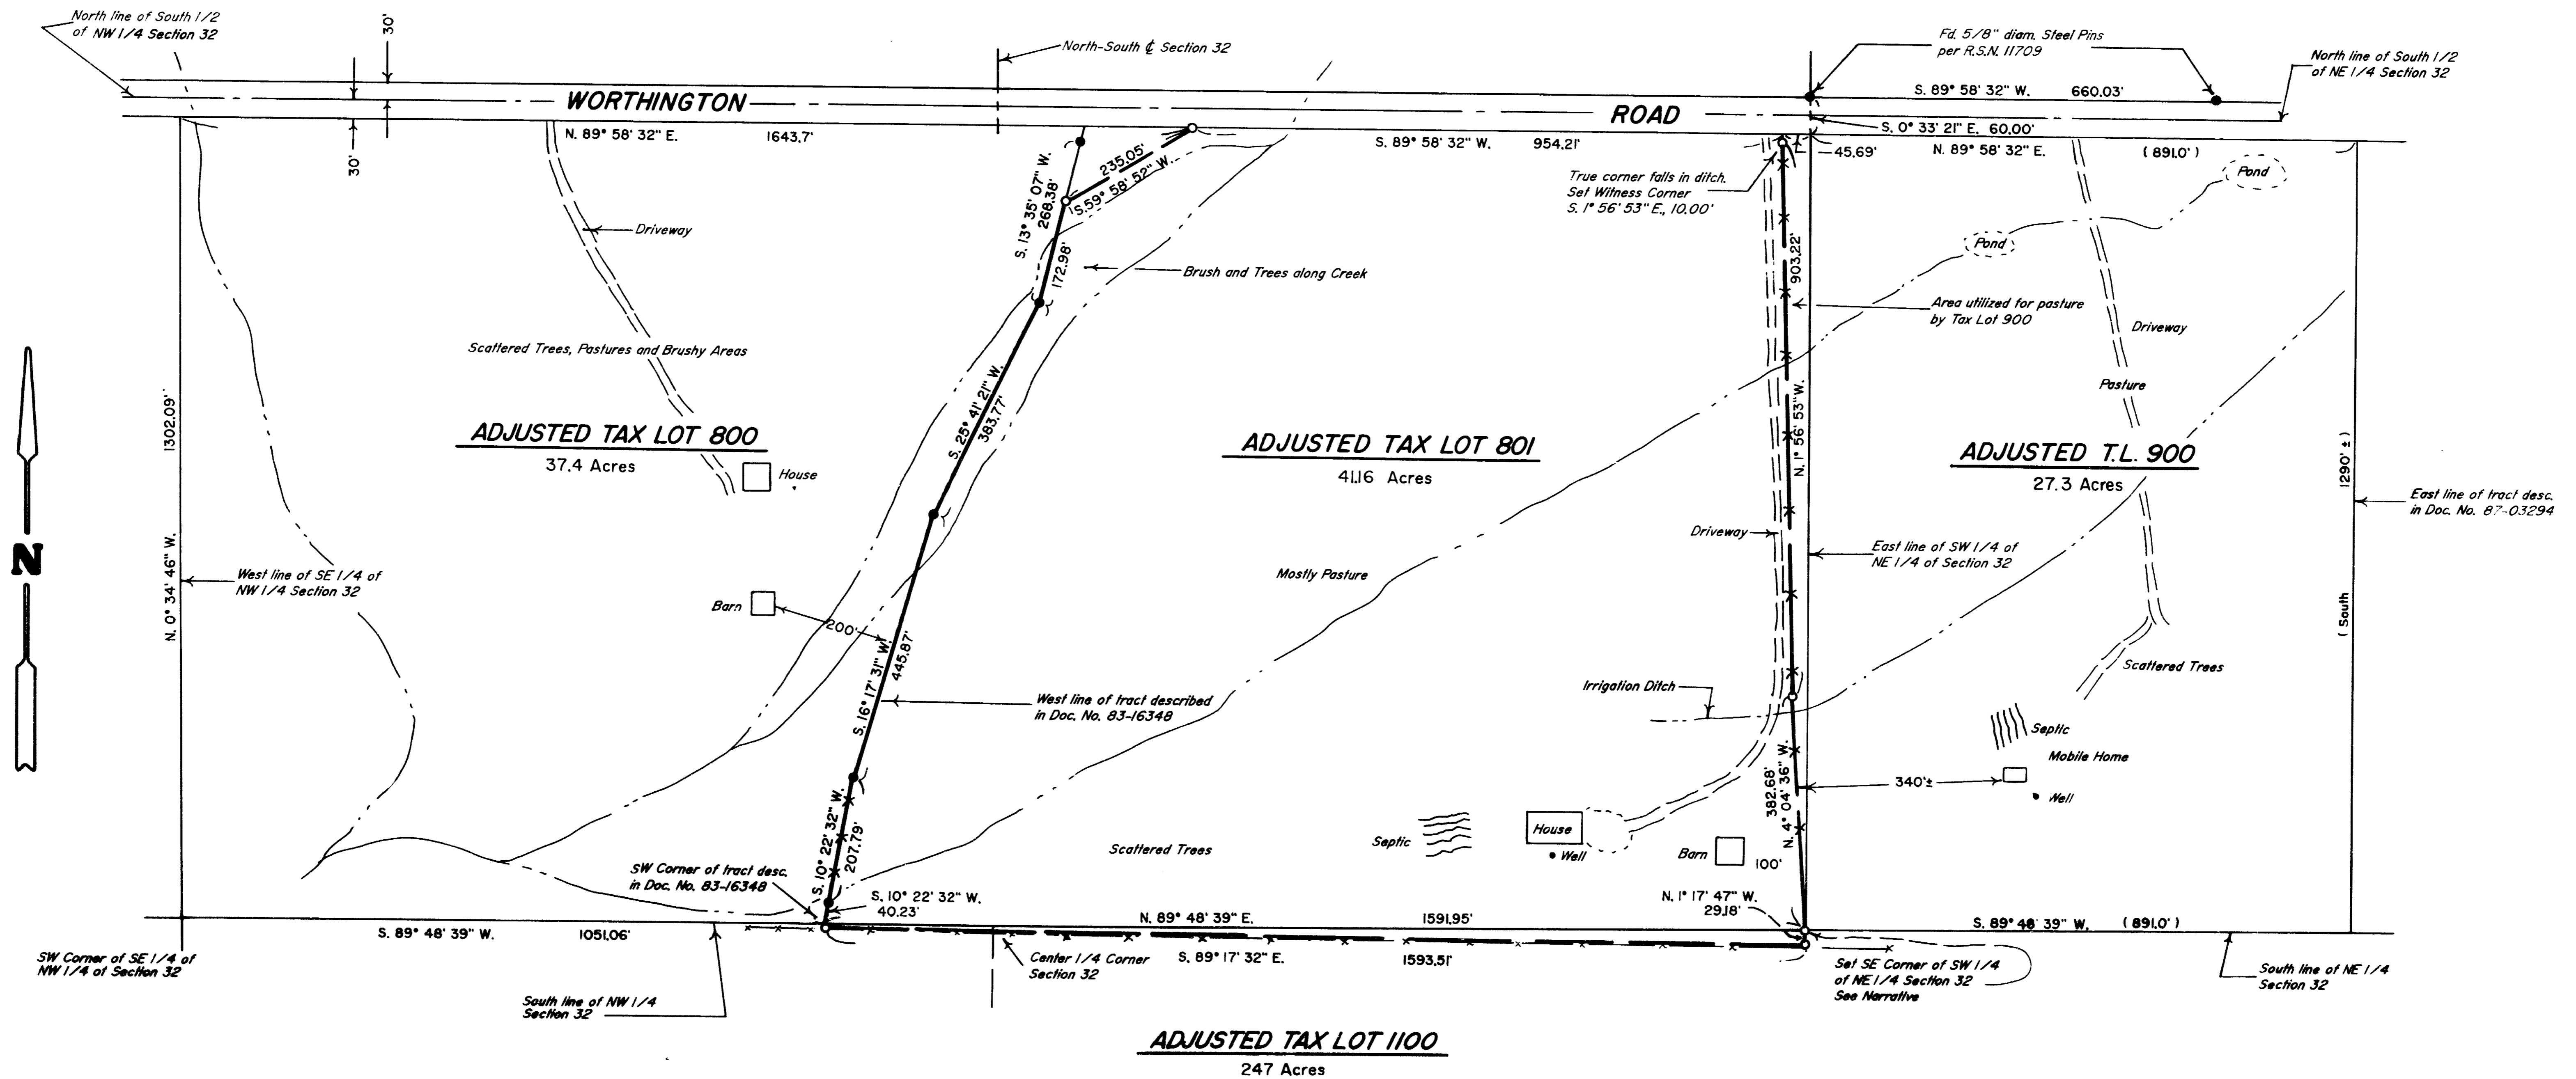 North line of South 1/2
of NW 1/4 Section 32
30'
30'
North-South ℄ Section 32
Fd. 5/8" diam. Steel Pins
per R.S.N. 11709
North line of South 1/2
of NE 1/4 Section 32
WORTHINGTON ROAD
S. 89° 58' 32" W. 660.03'
S. 0° 33' 21" E. 60.00'
N. 89° 58' 32" E. 1643.7'
S. 89° 58' 32" W. 954.21'
45.69'
N. 89° 58' 32" E. (891.0')
235.05'
S. 59° 58' 52" W.
S. 13° 35' 07" W.
268.38'
172.98'
True corner falls in ditch.
Set Witness Corner
S. 1° 56' 53" E., 10.00'
Pond
Pond
Driveway
Brush and Trees along Creek
903.22'
N. 1° 56' 53" W.
Area utilized for pasture
by Tax Lot 900
Driveway
Scattered Trees, Pastures and Brushy Areas
Pasture
1302.09'
N. 0° 34' 46" W.
S. 25° 41' 21" W.
383.77'
ADJUSTED TAX LOT 800
37.4 Acres
House
ADJUSTED TAX LOT 801
41.16 Acres
ADJUSTED T.L. 900
27.3 Acres
1290' ±)
(South
East line of tract desc.
in Doc. No. 87-03294
N
West line of SE 1/4 of
NW 1/4 Section 32
Driveway
East line of SW 1/4 of
NE 1/4 of Section 32
Mostly Pasture
Barn
200'
S. 16° 17' 31" W.
445.87'
West line of tract described
in Doc. No. 83-16348
Irrigation Ditch
Scattered Trees
Septic
Mobile Home
340'±
Well
382.68'
N. 4° 04' 36" W.
S. 10° 22' 32" W.
207.79'
Scattered Trees
Septic
House
Well
Barn
100'
SW Corner of tract desc.
in Doc. No. 83-16348
S. 10° 22' 32" W.
40.23'
N. 1° 17' 47" W.
29.18'
S. 89° 48' 39" W. 1051.06'
N. 89° 48' 39" E. 1591.95'
S. 89° 48' 39" W. (891.0')
SW Corner of SE 1/4 of
NW 1/4 of Section 32
Center 1/4 Corner
Section 32
S. 89° 17' 32" E. 1593.51'
Set SE Corner of SW 1/4
of NE 1/4 Section 32
See Narrative
South line of NE 1/4
Section 32
South line of NW 1/4
Section 32
ADJUSTED TAX LOT 1100
247 Acres